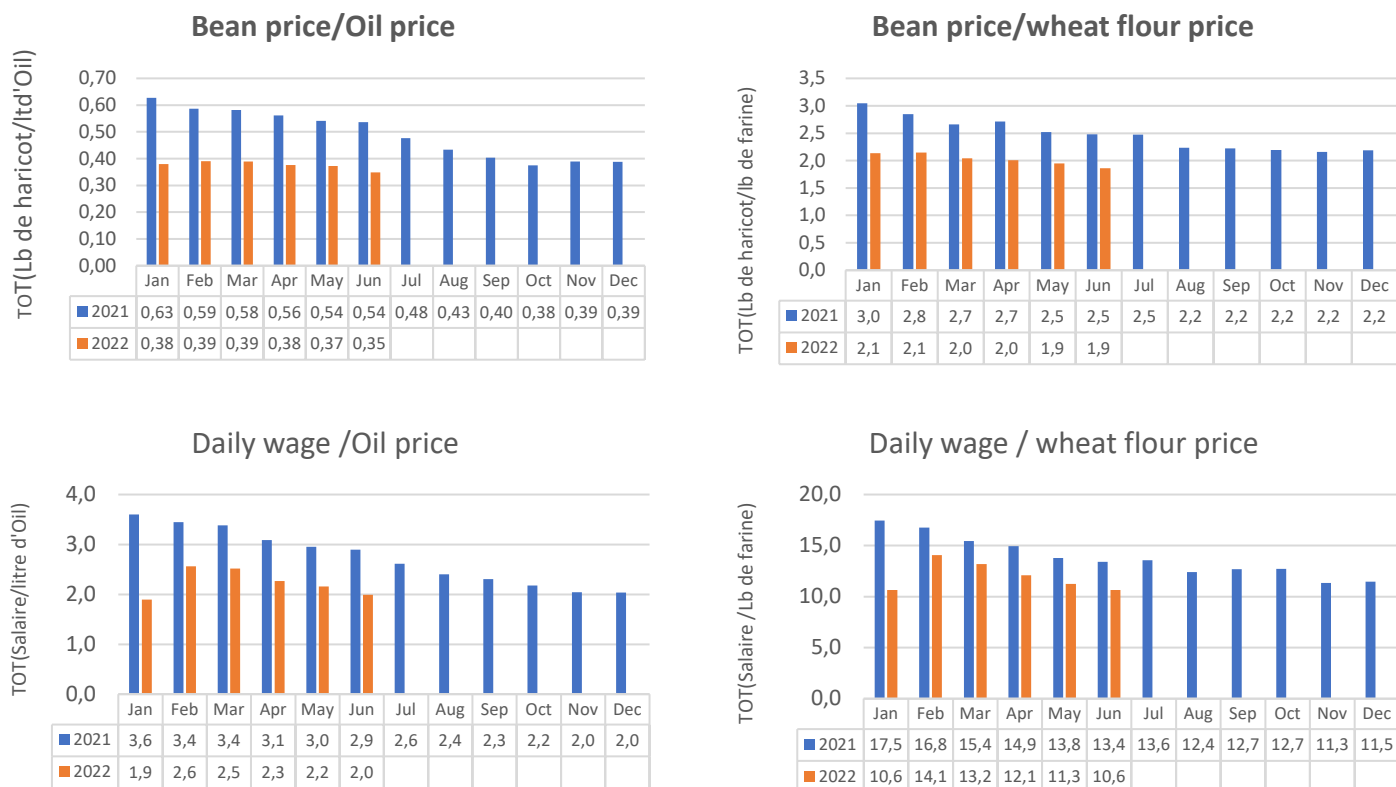 Bean price/Oil price
TOT(Lb de haricot/ltd'Oil)
0,70
0,60
0,50
0,40
0,30
0,20
0,10
0,00
Jan Feb Mar Apr May Jun Jul Aug Sep Oct Nov Dec
2021 0,63 0,59 0,58 0,56 0,54 0,54 0,48 0,43 0,40 0,38 0,39 0,39
2022 0,38 0,39 0,39 0,38 0,37 0,35
Bean price/wheat flour price
TOT(Lb de haricot/lb de farine)
3,5
3,0
2,5
2,0
1,5
1,0
0,5
0,0
Jan Feb Mar Apr May Jun Jul Aug Sep Oct Nov Dec
2021 3,0 2,8 2,7 2,7 2,5 2,5 2,5 2,2 2,2 2,2 2,2 2,2
2022 2,1 2,1 2,0 2,0 1,9 1,9
Daily wage /Oil price
TOT(Salaire/litre d'Oil)
4,0
3,0
2,0
1,0
0,0
Jan Feb Mar Apr May Jun Jul Aug Sep Oct Nov Dec
2021 3,6 3,4 3,4 3,1 3,0 2,9 2,6 2,4 2,3 2,2 2,0 2,0
2022 1,9 2,6 2,5 2,3 2,2 2,0
Daily wage / wheat flour price
TOT(Salaire /Lb de farine)
20,0
15,0
10,0
5,0
0,0
Jan Feb Mar Apr May Jun Jul Aug Sep Oct Nov Dec
2021 17,5 16,8 15,4 14,9 13,8 13,4 13,6 12,4 12,7 12,7 11,3 11,5
2022 10,6 14,1 13,2 12,1 11,3 10,6